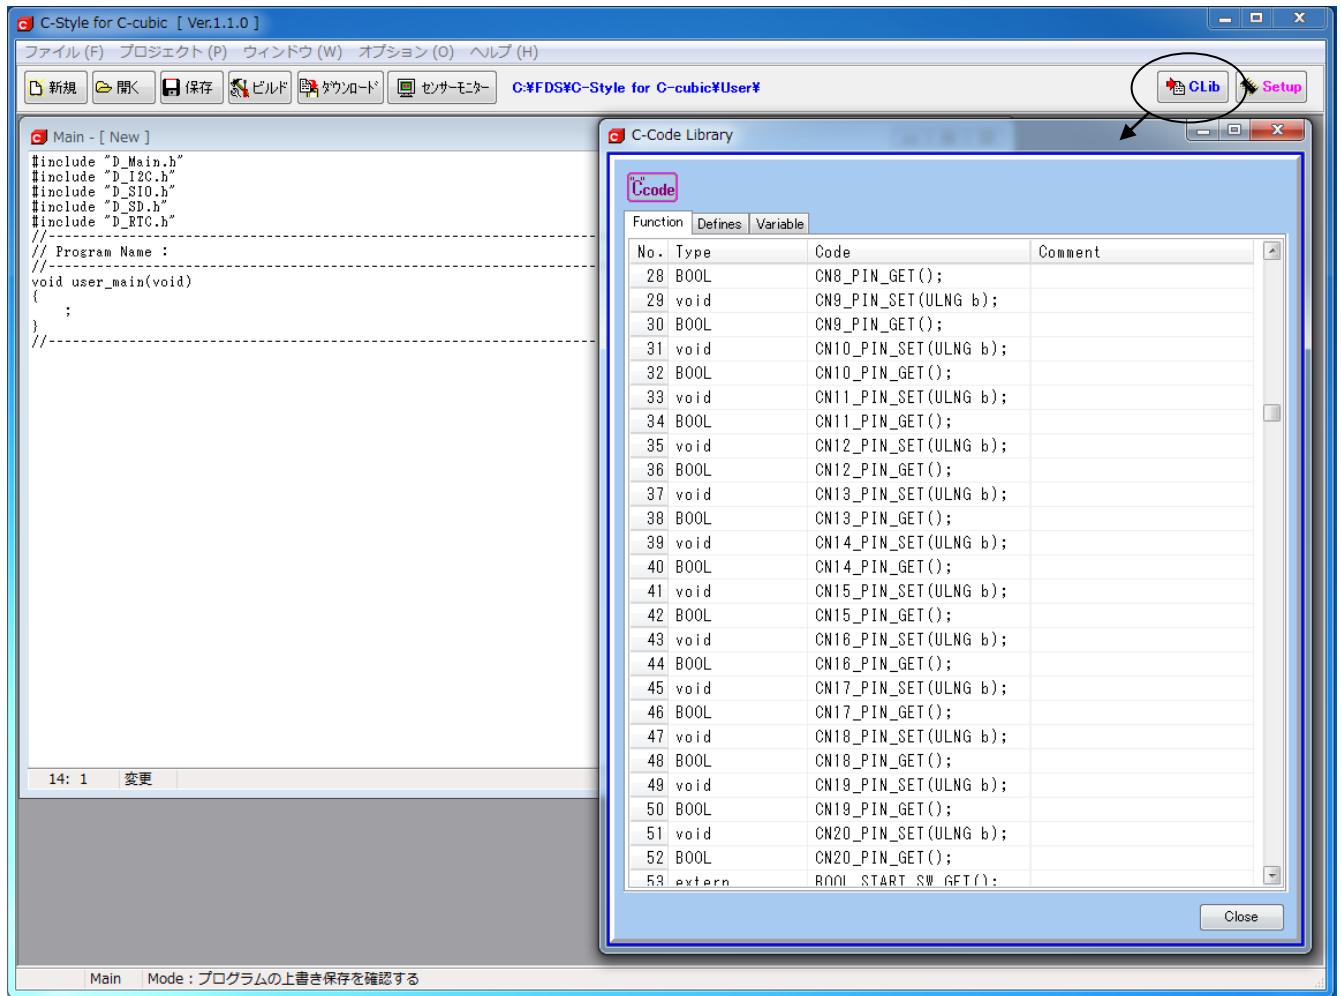 C-Style for C-cubic [ Ver.1.1.0 ]
ファイル (F) プロジェクト (P) ウィンドウ (W) オプション (O) ヘルプ (H)
新規 開く 保存 ビルド ダウンロード センサーモニター C:¥FDS¥C-Style for C-cubic¥User¥ CLib Setup
Main - [ New ]
#include "D_Main.h"
#include "D_I2C.h"
#include "D_SIO.h"
#include "D_SD.h"
#include "D_RTC.h"
//----------------------------------------------------------------------
// Program Name :
//----------------------------------------------------------------------
void user_main(void)
{
;
}
//----------------------------------------------------------------------
14: 1 変更
C-Code Library
"C"code
Function Defines Variable
No. Type Code Comment
28 BOOL CN8_PIN_GET();
29 void CN9_PIN_SET(ULNG b);
30 BOOL CN9_PIN_GET();
31 void CN10_PIN_SET(ULNG b);
32 BOOL CN10_PIN_GET();
33 void CN11_PIN_SET(ULNG b);
34 BOOL CN11_PIN_GET();
35 void CN12_PIN_SET(ULNG b);
36 BOOL CN12_PIN_GET();
37 void CN13_PIN_SET(ULNG b);
38 BOOL CN13_PIN_GET();
39 void CN14_PIN_SET(ULNG b);
40 BOOL CN14_PIN_GET();
41 void CN15_PIN_SET(ULNG b);
42 BOOL CN15_PIN_GET();
43 void CN16_PIN_SET(ULNG b);
44 BOOL CN16_PIN_GET();
45 void CN17_PIN_SET(ULNG b);
46 BOOL CN17_PIN_GET();
47 void CN18_PIN_SET(ULNG b);
48 BOOL CN18_PIN_GET();
49 void CN19_PIN_SET(ULNG b);
50 BOOL CN19_PIN_GET();
51 void CN20_PIN_SET(ULNG b);
52 BOOL CN20_PIN_GET();
53 extern BOOL START_SW_GET();
Close
Main Mode : プログラムの上書き保存を確認する